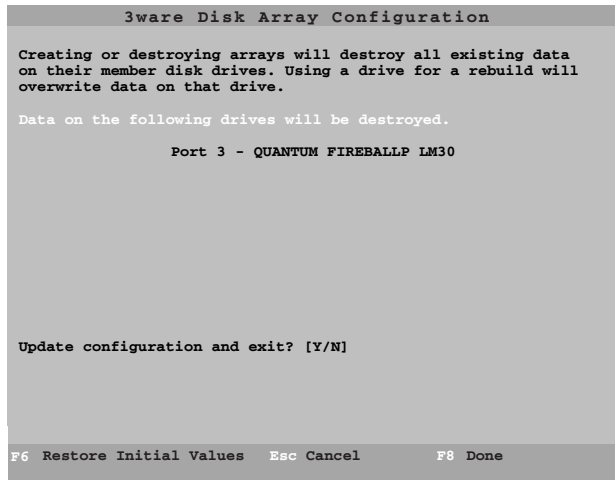 3ware Disk Array Configuration
Creating or destroying arrays will destroy all existing data
on their member disk drives. Using a drive for a rebuild will
overwrite data on that drive.
Data on the following drives will be destroyed.
Port 3 - QUANTUM FIREBALLP LM30
Update configuration and exit? [Y/N]
F6 Restore Initial Values Esc Cancel F8 Done